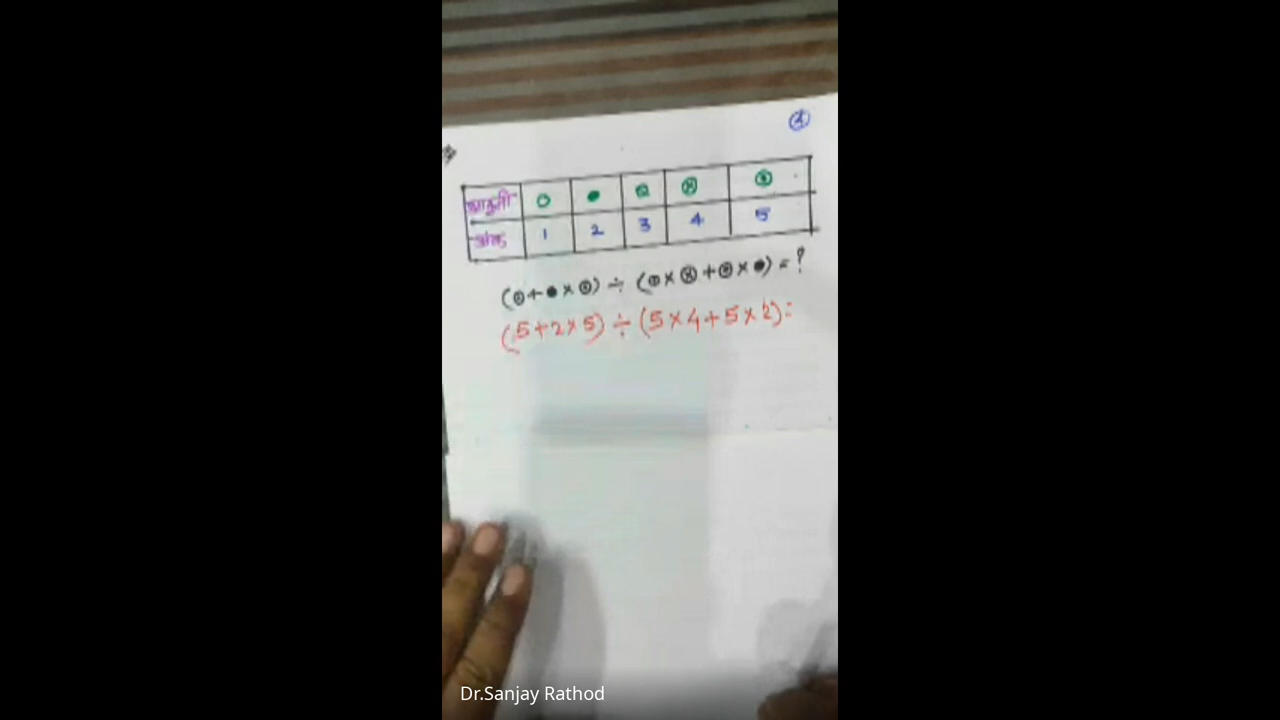 4
आकृती
अंक 1 2 3 4 5
= ?
(5+2×5) ÷ (5×4+5×2) =
Dr.Sanjay Rathod